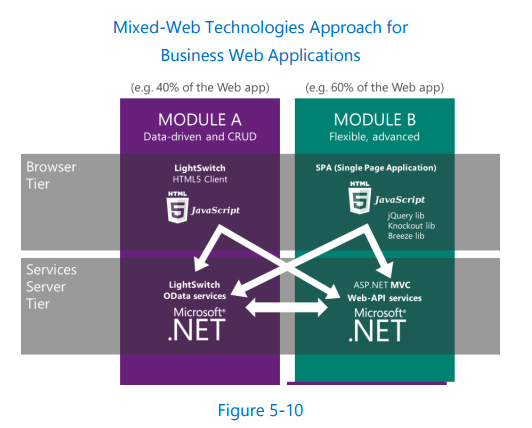 Mixed-Web Technologies Approach for
Business Web Applications
(e.g. 40% of the Web app)
(e.g. 60% of the Web app)
MODULE A
Data-driven and CRUD
MODULE B
Flexible, advanced
Browser
Tier
LightSwitch
HTML5 Client
HTML
5
JavaScript
SPA (Single Page Application)
HTML
5
JavaScript
jQuery lib
Knockout lib
Breeze lib
Services
Server
Tier
LightSwitch
OData services
Microsoft®
.NET
ASP.NET MVC
Web-API services
Microsoft®
.NET
Figure 5-10